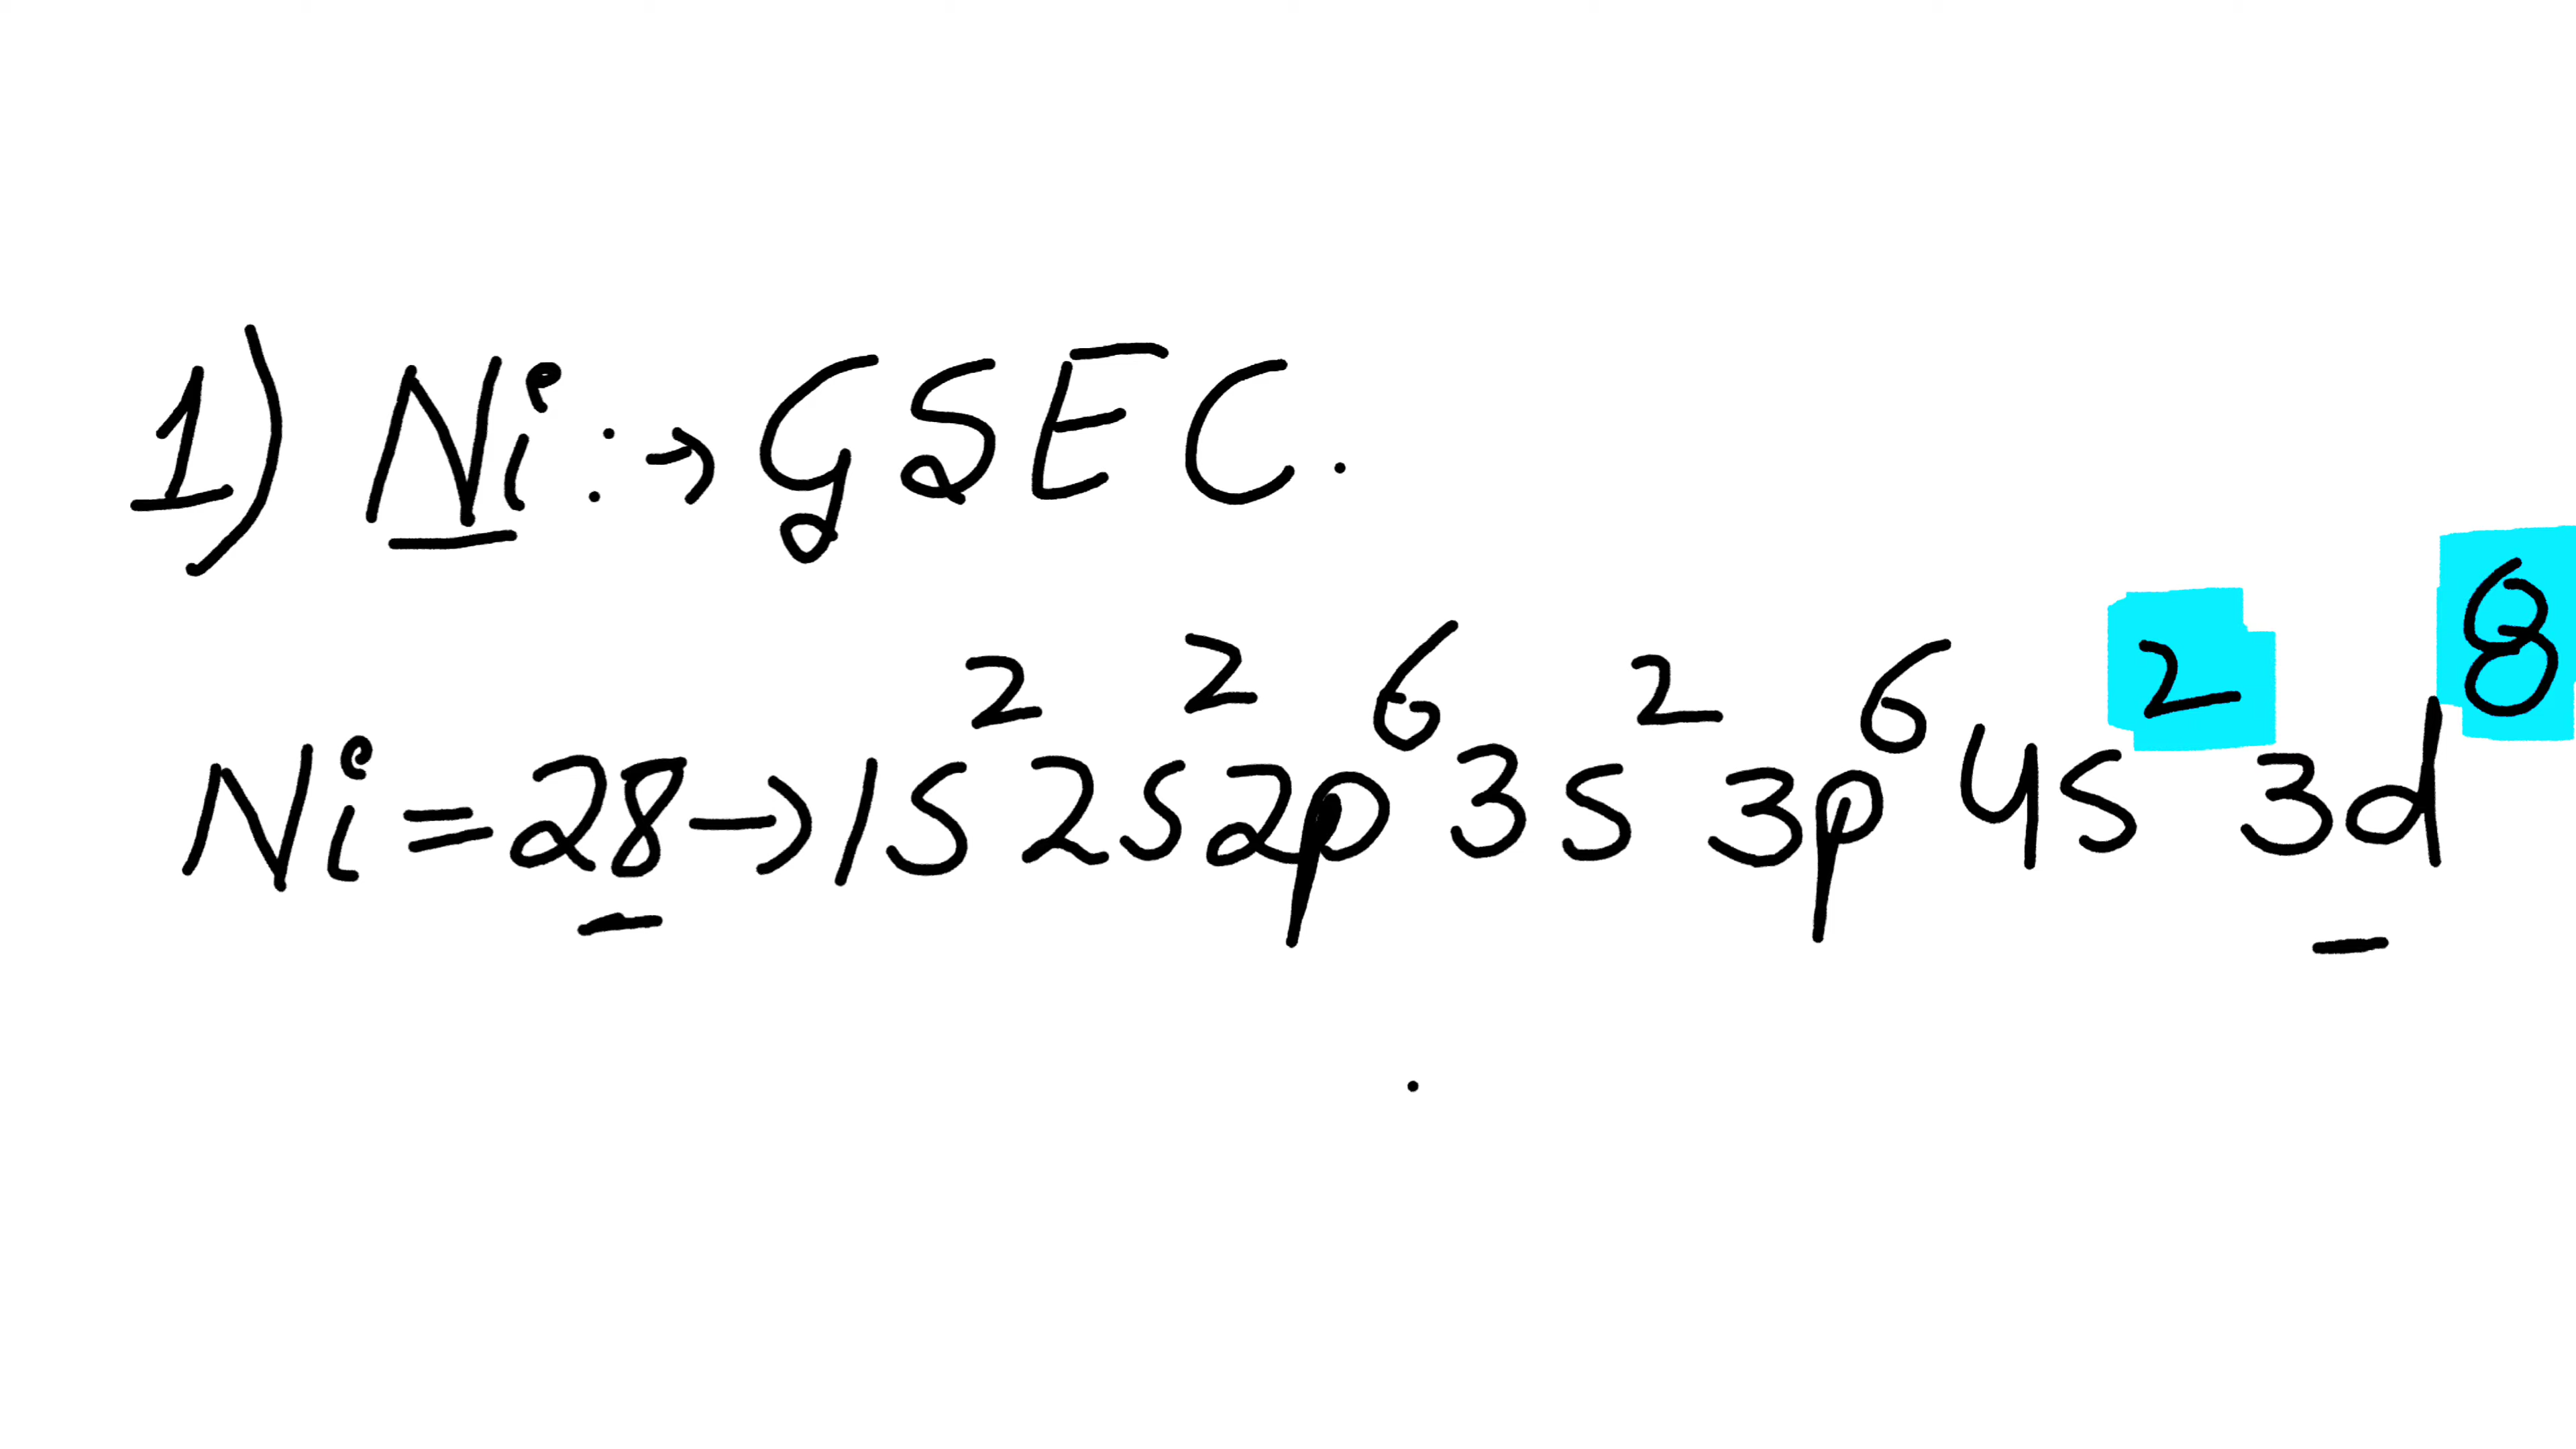 1) Ni :→ GSEC.
Ni = 28 → 1s² 2s² 2p⁶ 3s² 3p⁶ 4s² 3d⁸